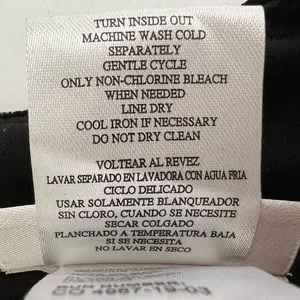 TURN INSIDE OUT
MACHINE WASH COLD
SEPARATELY
GENTLE CYCLE
ONLY NON-CHLORINE BLEACH
WHEN NEEDED
LINE DRY
COOL IRON IF NECESSARY
DO NOT DRY CLEAN
VOLTEAR AL REVEZ
LAVAR SEPARADO EN LAVADORA CON AGUA FRIA
CICLO DELICADO
USAR SOLAMENTE BLANQUEADOR
SIN CLORO, CUANDO SE NECESITE
SECAR COLGADO
PLANCHADO A TEMPERATURA BAJA
SI SE NECESITA
NO LAVAR EN SECO